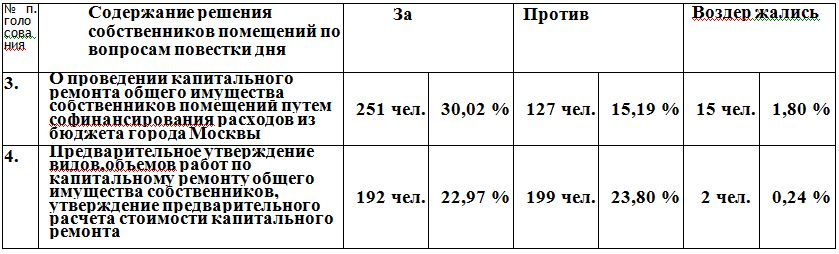 № п.
голо
сова
ния
Содержание решения
собственников помещений по
вопросам повестки дня
За
Против
Воздер жались
3.
О проведении капитального
ремонта общего имущества
собственников помещений путем
софинансирования расходов из
бюджета города Москвы
251 чел.
30,02 %
127 чел.
15,19 %
15 чел.
1,80 %
4.
Предварительное утверждение
видов,объемов работ по
капитальному ремонту общего
имущества собственников,
утверждение предварительного
расчета стоимости капитального
ремонта
192 чел.
22,97 %
199 чел.
23,80 %
2 чел.
0,24 %